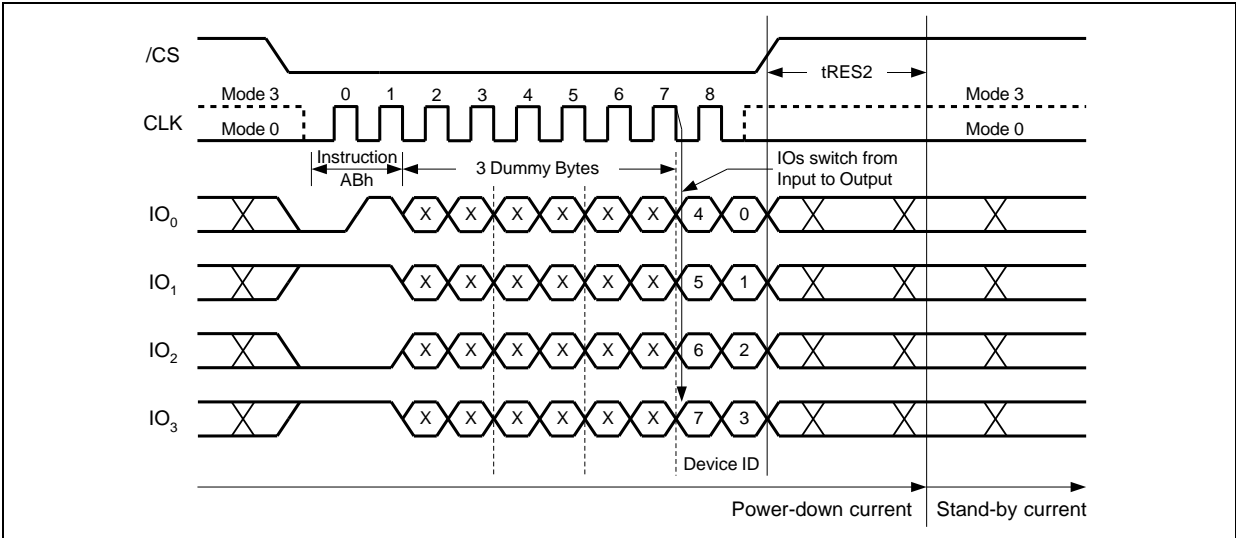 /CS
tRES2
Mode 3 0 1 2 3 4 5 6 7 8 Mode 3
CLK
Mode 0 Mode 0
Instruction
ABh
3 Dummy Bytes
IOs switch from
Input to Output
IO0 X X X X X X 4 0
IO1 X X X X X X 5 1
IO2 X X X X X X 6 2
IO3 X X X X X X 7 3
Device ID
Power-down current Stand-by current